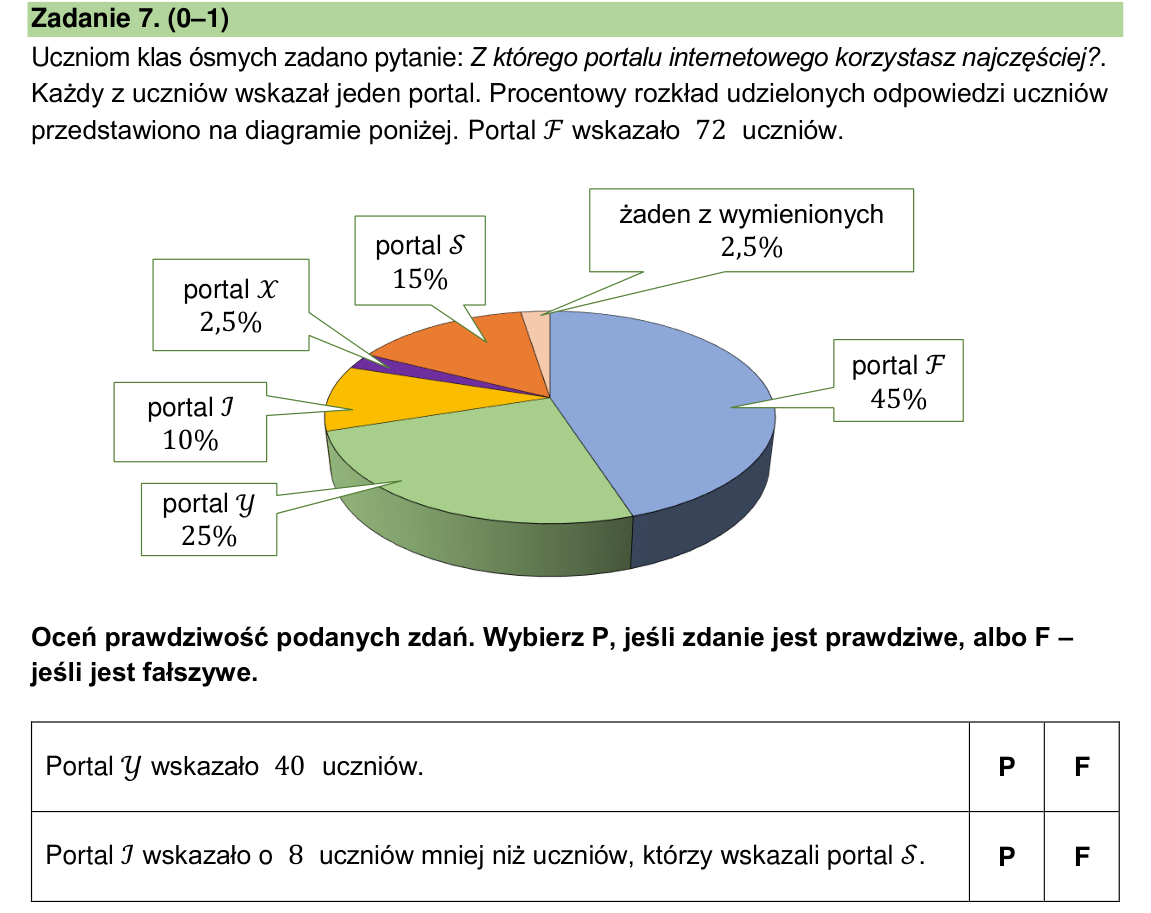 Zadanie 7. (0–1)
Uczniom klas ósmych zadano pytanie: Z którego portalu internetowego korzystasz najczęściej?.
Każdy z uczniów wskazał jeden portal. Procentowy rozkład udzielonych odpowiedzi uczniów
przedstawiono na diagramie poniżej. Portal ℱ wskazało 72 uczniów.
żaden z wymienionych
2,5%
portal 𝒮
15%
portal 𝒳
2,5%
portal ℱ
45%
portal ℐ
10%
portal 𝒴
25%
Oceń prawdziwość podanych zdań. Wybierz P, jeśli zdanie jest prawdziwe, albo F –
jeśli jest fałszywe.
Portal 𝒴 wskazało 40 uczniów. P F
Portal ℐ wskazało o 8 uczniów mniej niż uczniów, którzy wskazali portal 𝒮. P F